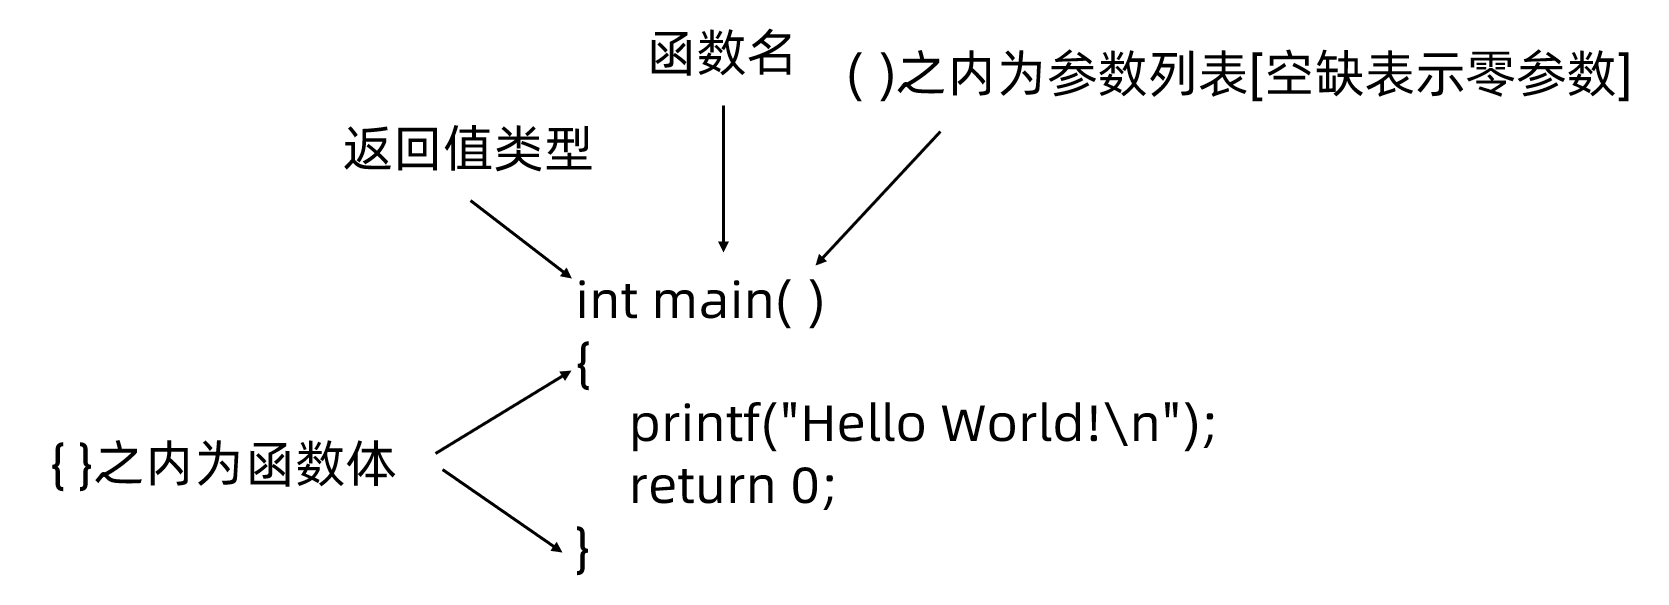 函数名
( )之内为参数列表[空缺表示零参数]
返回值类型
int main( )
{
printf("Hello World!\n");
{ }之内为函数体
return 0;
}